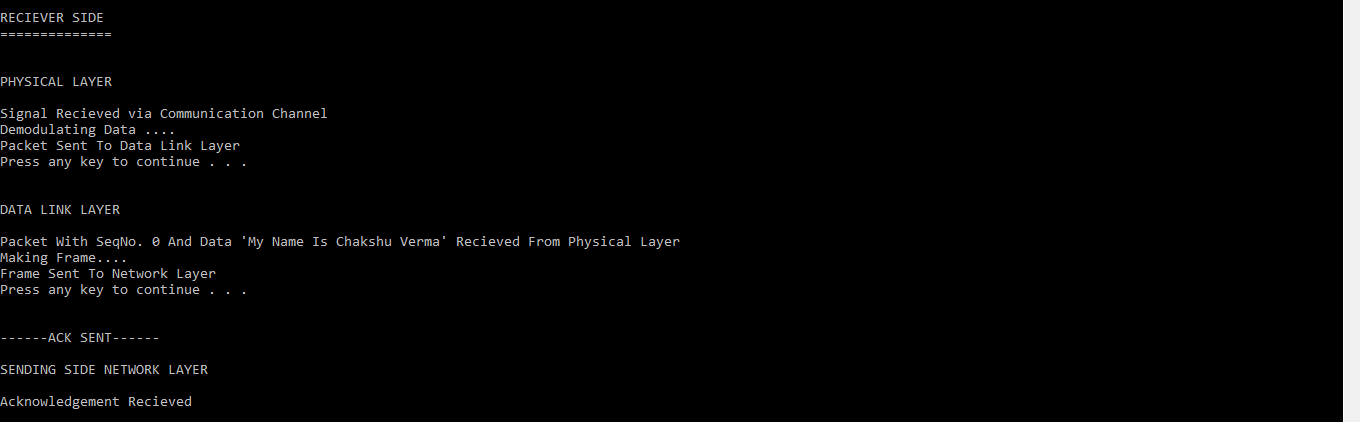 RECIEVER SIDE
==============
PHYSICAL LAYER
Signal Recieved via Communication Channel
Demodulating Data ....
Packet Sent To Data Link Layer
Press any key to continue . . .
DATA LINK LAYER
Packet With SeqNo. 0 And Data 'My Name Is Chakshu Verma' Recieved From Physical Layer
Making Frame....
Frame Sent To Network Layer
Press any key to continue . . .
------ACK SENT------
SENDING SIDE NETWORK LAYER
Acknowledgement Recieved